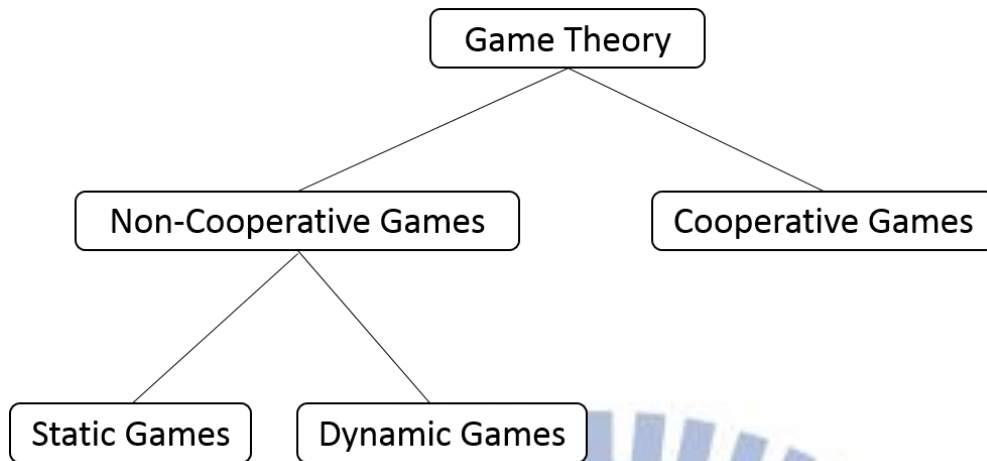 Game Theory
Non-Cooperative Games
Cooperative Games
Static Games
Dynamic Games